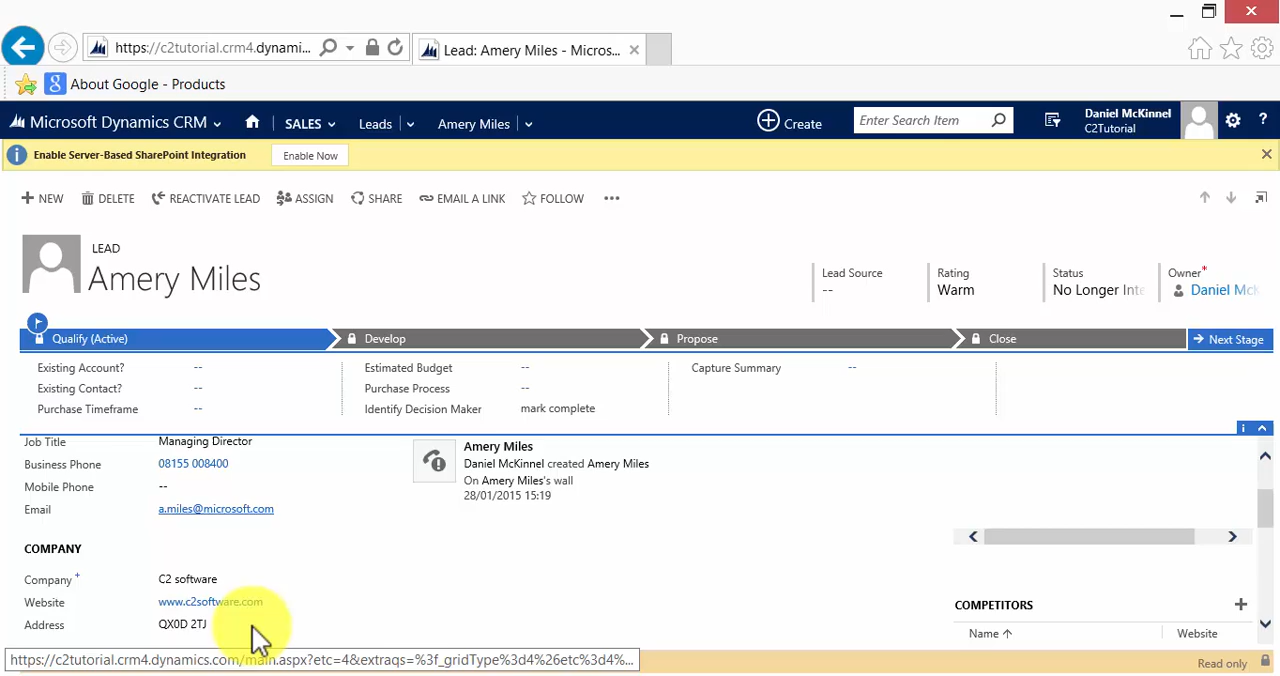 https://c2tutorial.crm4.dynami...
Lead: Amery Miles - Micros...
About Google - Products
Microsoft Dynamics CRM
SALES
Leads
Amery Miles
Create
Enter Search Item
Daniel McKinnel
C2Tutorial
?
Enable Server-Based SharePoint Integration
Enable Now
NEW
DELETE
REACTIVATE LEAD
ASSIGN
SHARE
EMAIL A LINK
FOLLOW
...
LEAD
Amery Miles
Lead Source
--
Rating
Warm
Status
No Longer Inte
Owner*
Daniel McK
Qualify (Active)
Develop
Propose
Close
Next Stage
Existing Account? --
Existing Contact? --
Purchase Timeframe --
Estimated Budget --
Purchase Process --
Identify Decision Maker mark complete
Capture Summary --
Job Title Managing Director
Business Phone 08155 008400
Mobile Phone --
Email a.miles@microsoft.com
COMPANY
Company + C2 software
Website www.c2software.com
Address QX0D 2TJ
Amery Miles
Daniel McKinnel created Amery Miles
On Amery Miles's wall
28/01/2015 15:19
COMPETITORS
Name ↑ Website
https://c2tutorial.crm4.dynamics.com/main.aspx?etc=4&extraqs=%3f_gridType%3d4%26etc%3d4%...
Read only